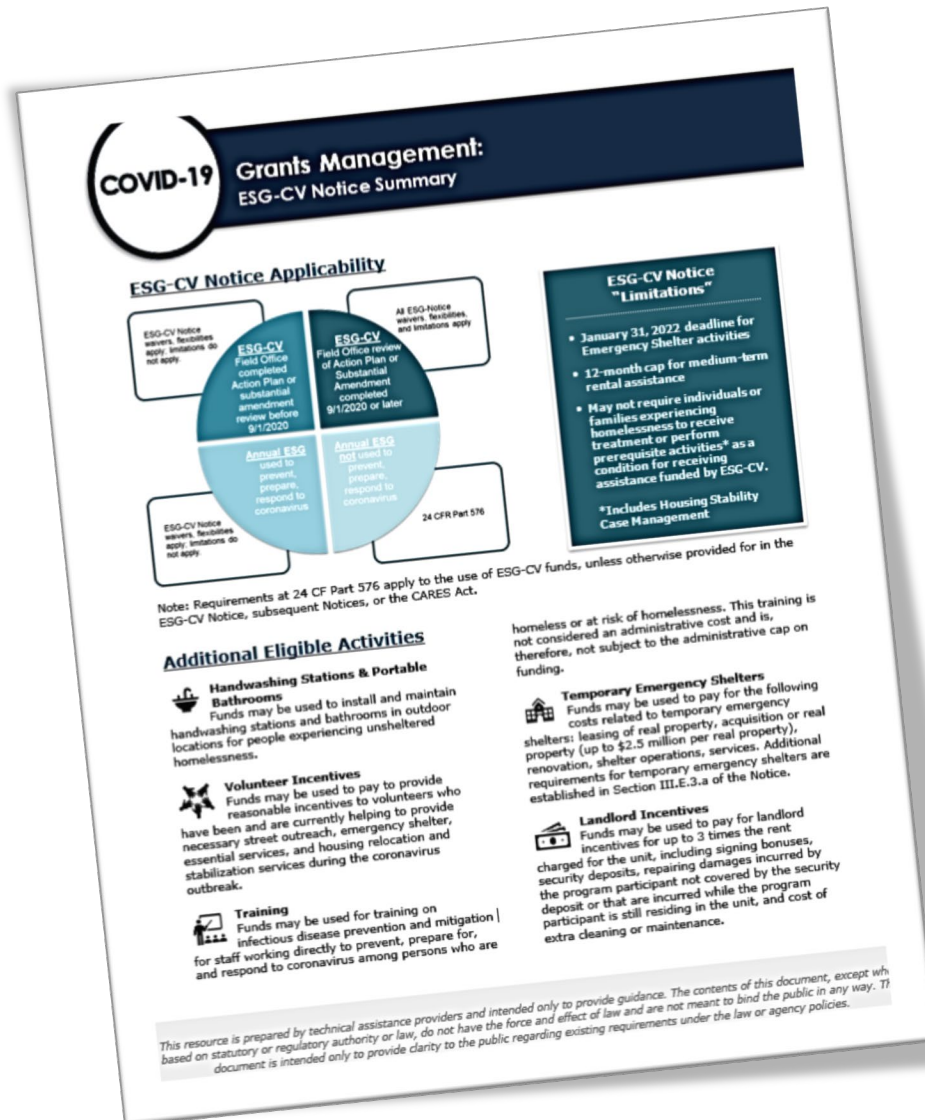 COVID-19
Grants Management:
ESG-CV Notice Summary
ESG-CV Notice Applicability
ESG-CV Notice
waivers, flexibilities
apply; limitations do
not apply.
All ESG-Notice
waivers, flexibilities,
and limitations apply
ESG-CV
Field Office
completed
Action Plan or
substantial
amendment
review before
9/1/2020
ESG-CV
Field Office review
of Action Plan or
Substantial
Amendment
completed
9/1/2020 or later
Annual ESG
used to
prevent,
prepare,
respond to
coronavirus
Annual ESG
not used to
prevent,
prepare,
respond to
coronavirus
ESG-CV Notice
waivers, flexibilities
apply; limitations do
not apply.
24 CFR Part 576
ESG-CV Notice
"Limitations"
• January 31, 2022 deadline for
Emergency Shelter activities
• 12-month cap for medium-term
rental assistance
• May not require individuals or
families experiencing
homelessness to receive
treatment or perform
prerequisite activities* as a
condition for receiving
assistance funded by ESG-CV.
*Includes Housing Stability
Case Management
Note: Requirements at 24 CF Part 576 apply to the use of ESG-CV funds, unless otherwise provided for in the
ESG-CV Notice, subsequent Notices, or the CARES Act.
Additional Eligible Activities
Handwashing Stations & Portable
Bathrooms
Funds may be used to install and maintain
handwashing stations and bathrooms in outdoor
locations for people experiencing unsheltered
homelessness.
Volunteer Incentives
Funds may be used to pay to provide
reasonable incentives to volunteers who
have been and are currently helping to provide
necessary street outreach, emergency shelter,
essential services, and housing relocation and
stabilization services during the coronavirus
outbreak.
Training
Funds may be used for training on
infectious disease prevention and mitigation |
for staff working directly to prevent, prepare for,
and respond to coronavirus among persons who are
homeless or at risk of homelessness. This training is
not considered an administrative cost and is,
therefore, not subject to the administrative cap on
funding.
Temporary Emergency Shelters
Funds may be used to pay for the following
costs related to temporary emergency
shelters: leasing of real property, acquisition or real
property (up to $2.5 million per real property),
renovation, shelter operations, services. Additional
requirements for temporary emergency shelters are
established in Section III.E.3.a of the Notice.
Landlord Incentives
Funds may be used to pay for landlord
incentives for up to 3 times the rent
charged for the unit, including signing bonuses,
security deposits, repairing damages incurred by
the program participant not covered by the security
deposit or that are incurred while the program
participant is still residing in the unit, and cost of
extra cleaning or maintenance.
This resource is prepared by technical assistance providers and intended only to provide guidance. The contents of this document, except
based on statutory or regulatory authority or law, do not have the force and effect of law and are not meant to bind the public in any way.
document is intended only to provide clarity to the public regarding existing requirements under the law or agency policies.